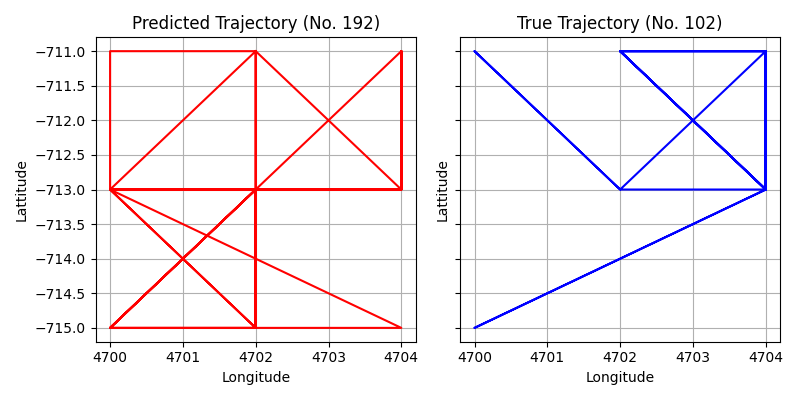 Predicted Trajectory (No. 192)
Lattitude
−711.0
−711.5
−712.0
−712.5
−713.0
−713.5
−714.0
−714.5
−715.0
4700 4701 4702 4703 4704
Longitude
True Trajectory (No. 102)
Lattitude
4700 4701 4702 4703 4704
Longitude